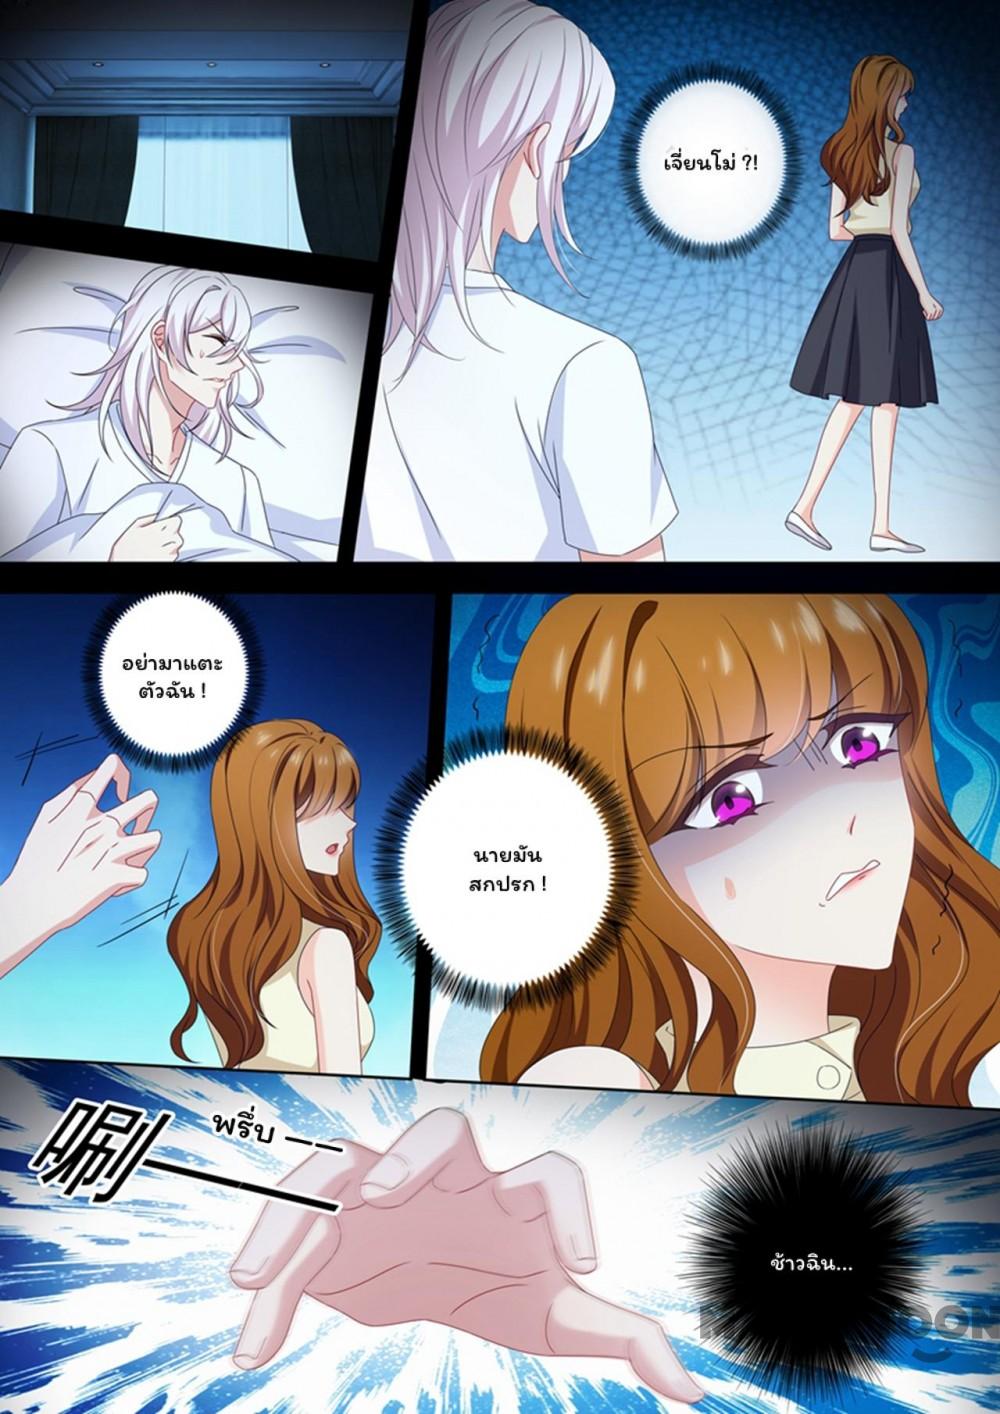 เจี่ยนโม่ ?!
อย่ามาแตะ
ตัวฉัน !
นายมัน
สกปรก !
唰——
พรึ่บ ——
ช้าวฉิน...